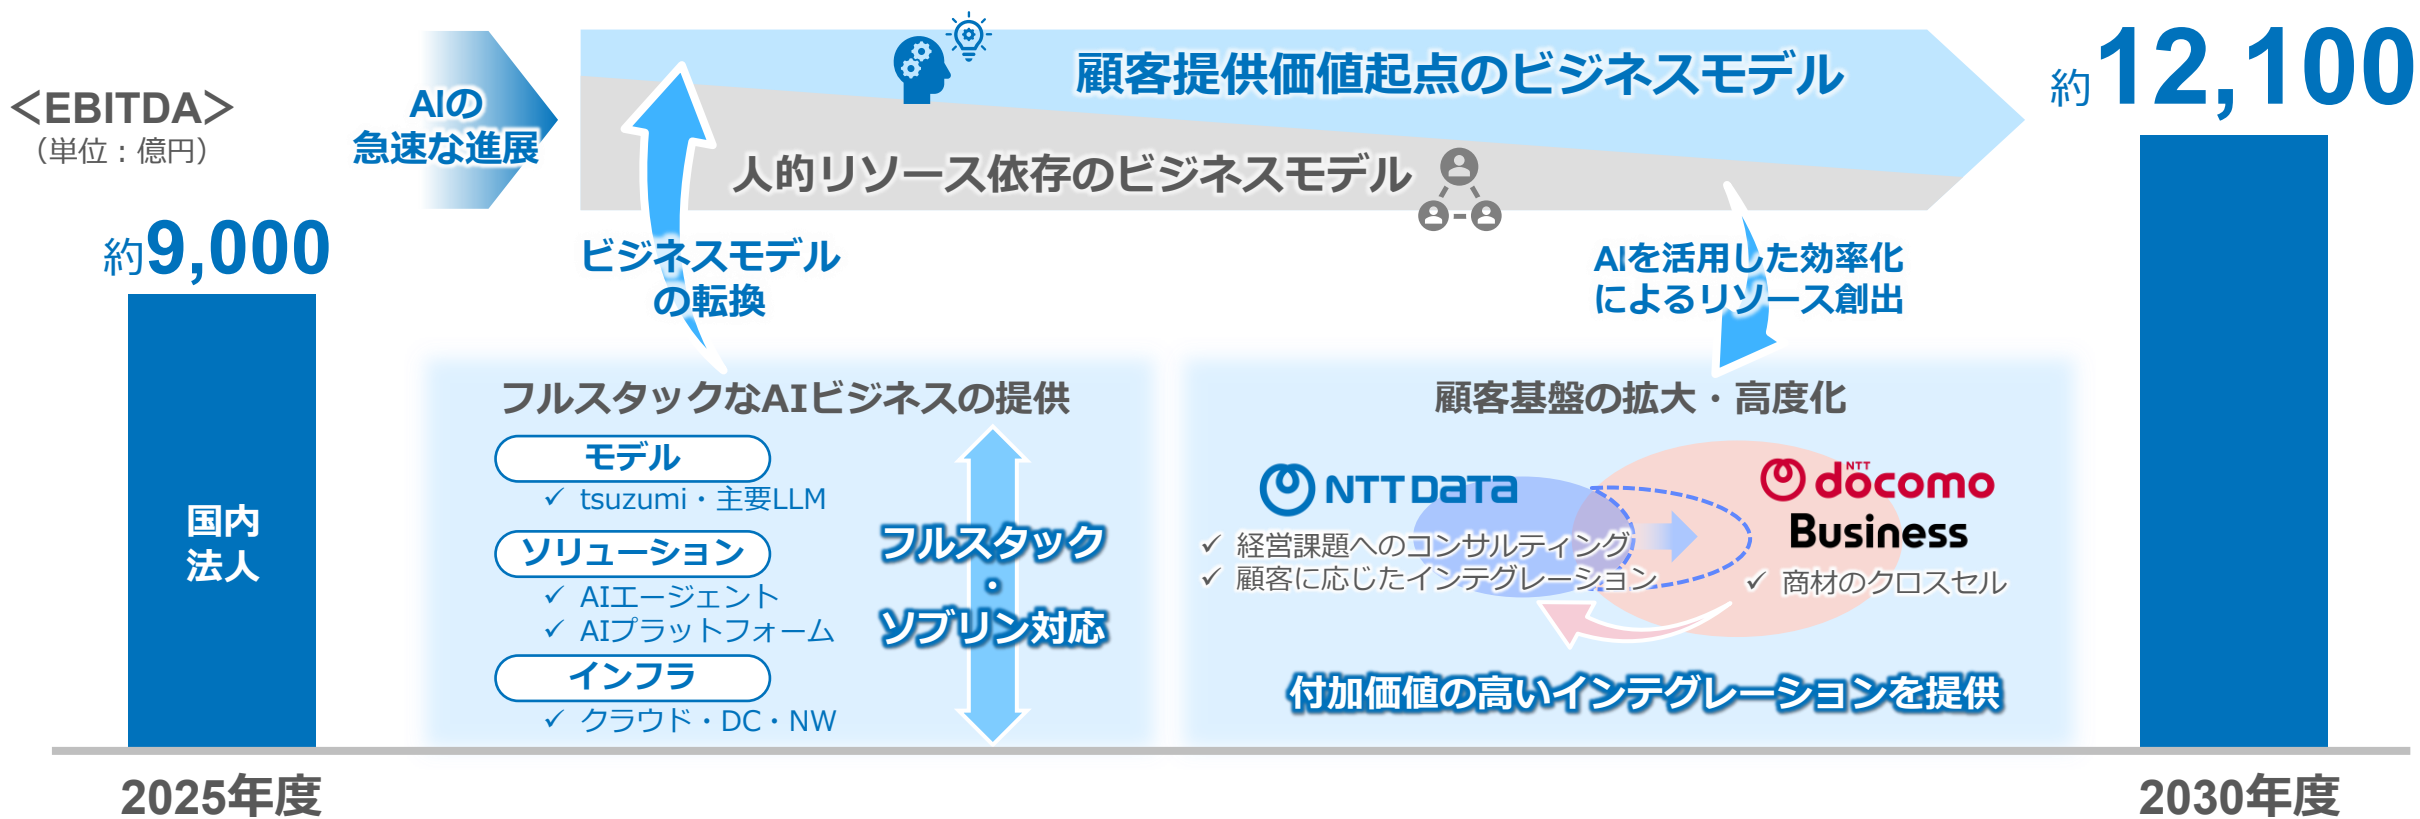 <EBITDA>
（単位：億円）
約9,000
国内
法人
2025年度
AIの
急速な進展
顧客提供価値起点のビジネスモデル
人的リソース依存のビジネスモデル
ビジネスモデル
の転換
AIを活用した効率化
によるリソース創出
フルスタックなAIビジネスの提供
モデル
✓ tsuzumi・主要LLM
ソリューション
✓ AIエージェント
✓ AIプラットフォーム
インフラ
✓ クラウド・DC・NW
フルスタック
・
ソブリン対応
顧客基盤の拡大・高度化
NTT DATA
✓ 経営課題へのコンサルティング
✓ 顧客に応じたインテグレーション
NTT
docomo
Business
✓ 商材のクロスセル
付加価値の高いインテグレーションを提供
約12,100
2030年度